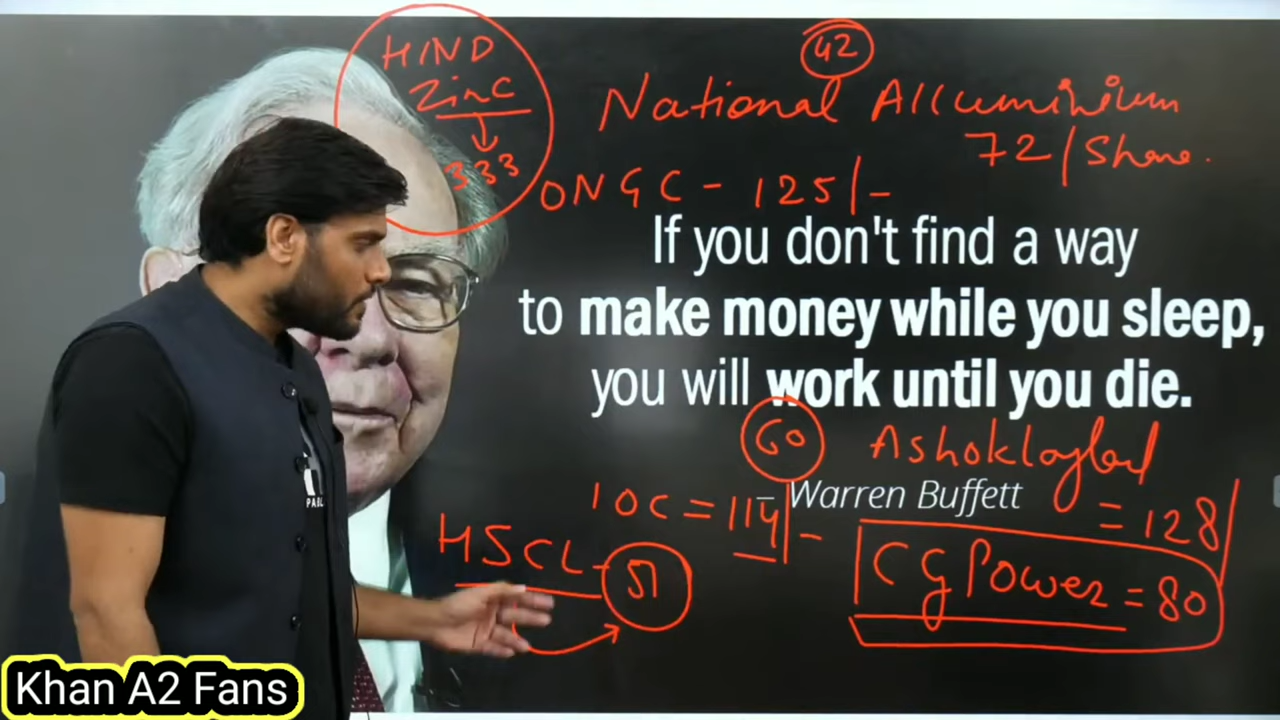 HIND
Zinc
333
42
National Alluminium
72/Share.
ONGC - 125/-
If you don't find a way
to make money while you sleep,
you will work until you die.
60
Ashokleyland
= 128/
– Warren Buffett
IOC = 114/-
HSCL - 51
CG Power = 80
Khan A2 Fans